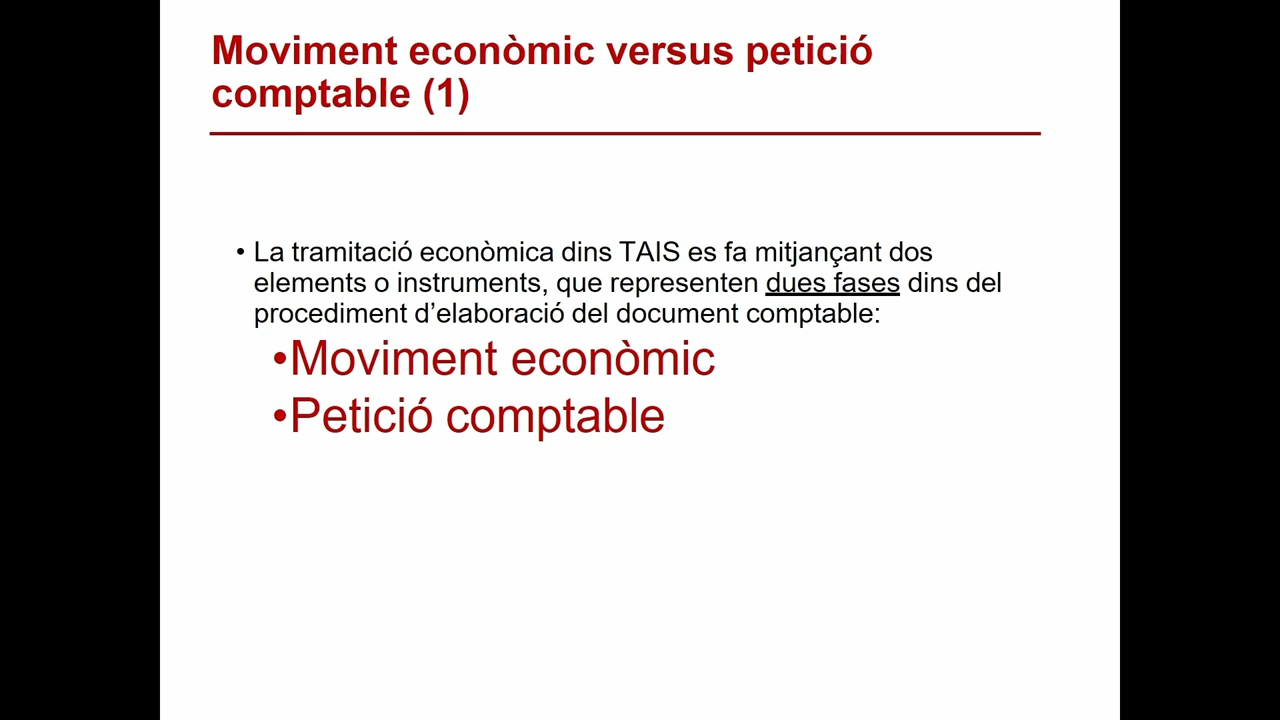 Moviment econòmic versus petició
comptable (1)
• La tramitació econòmica dins TAIS es fa mitjançant dos
elements o instruments, que representen dues fases dins del
procediment d’elaboració del document comptable:
•Moviment econòmic
•Petició comptable